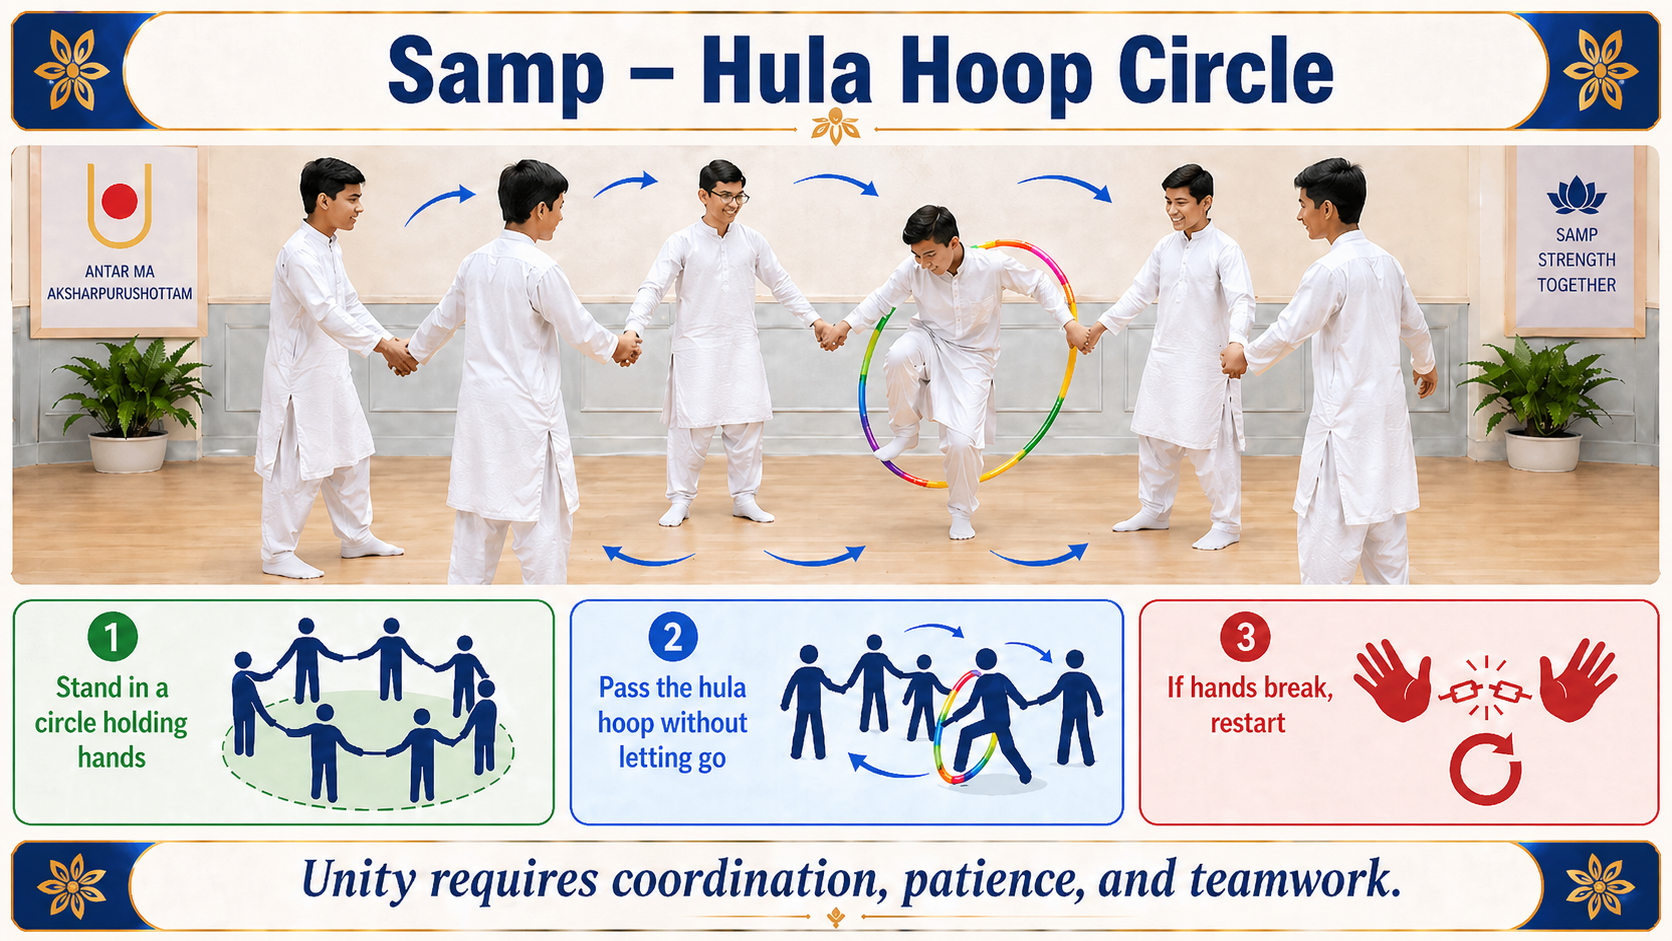 Samp – Hula Hoop Circle
ANTAR MA
AKSHARPURUSHOTTAM
SAMP
STRENGTH
TOGETHER
1
Stand in a
circle holding
hands
2
Pass the hula
hoop without
letting go
3
If hands break,
restart
Unity requires coordination, patience, and teamwork.